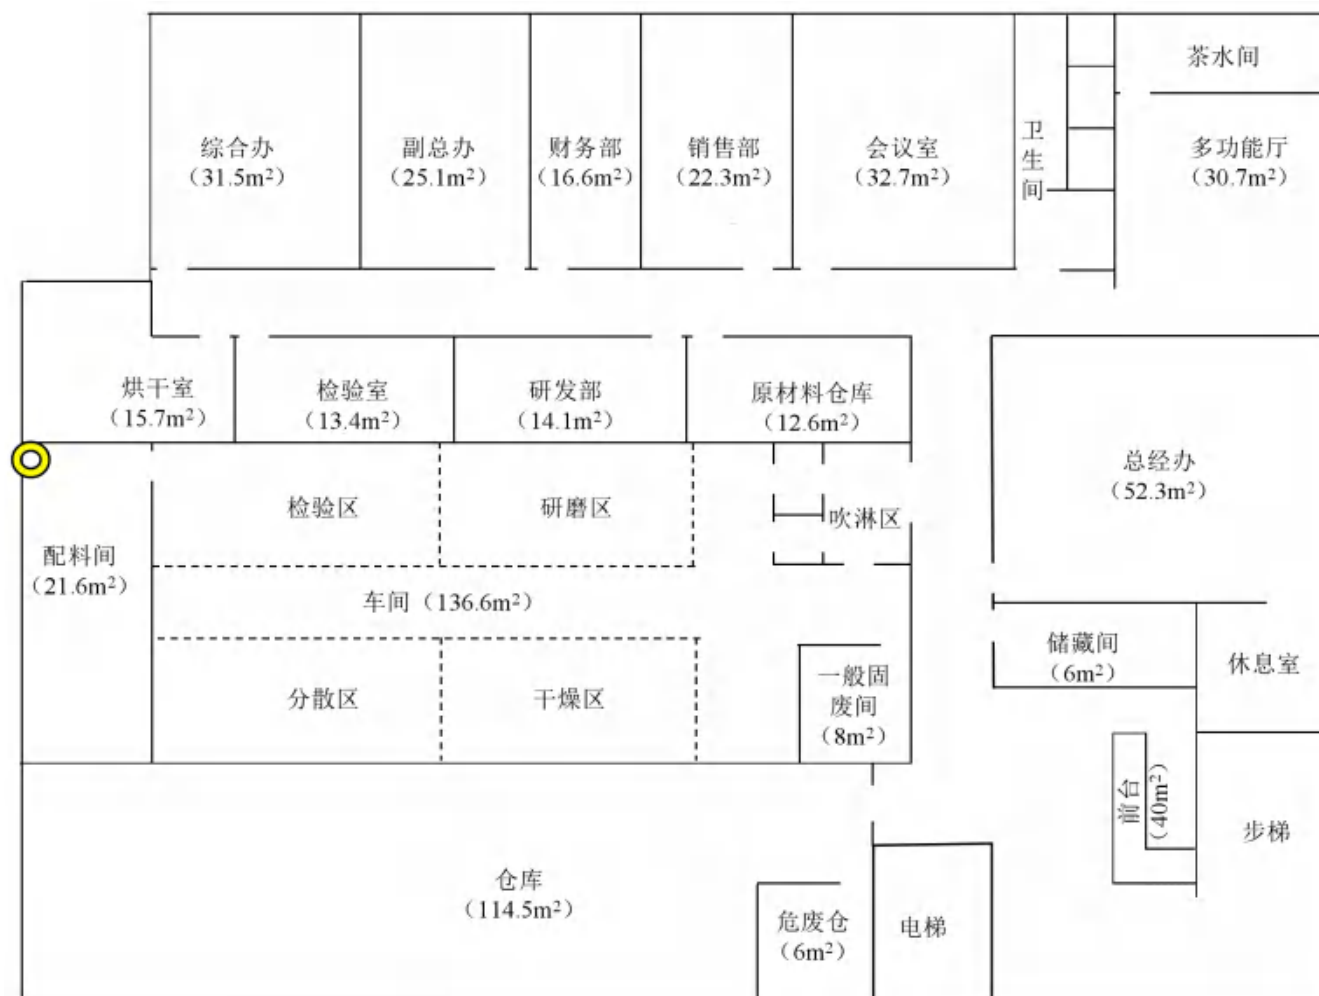 茶水间
综合办
（31.5m²）
副总办
（25.1m²）
财务部
（16.6m²）
销售部
（22.3m²）
会议室
（32.7m²）
卫生间
多功能厅
（30.7m²）
烘干室
（15.7m²）
检验室
（13.4m²）
研发部
（14.1m²）
原材料仓库
（12.6m²）
总经办
（52.3m²）
检验区
研磨区
吹淋区
配料间
（21.6m²）
车间（136.6m²）
分散区
干燥区
一般固
废间
（8m²）
储藏间
（6m²）
休息室
前台
（40m²）
步梯
仓库
（114.5m²）
危废仓
（6m²）
电梯